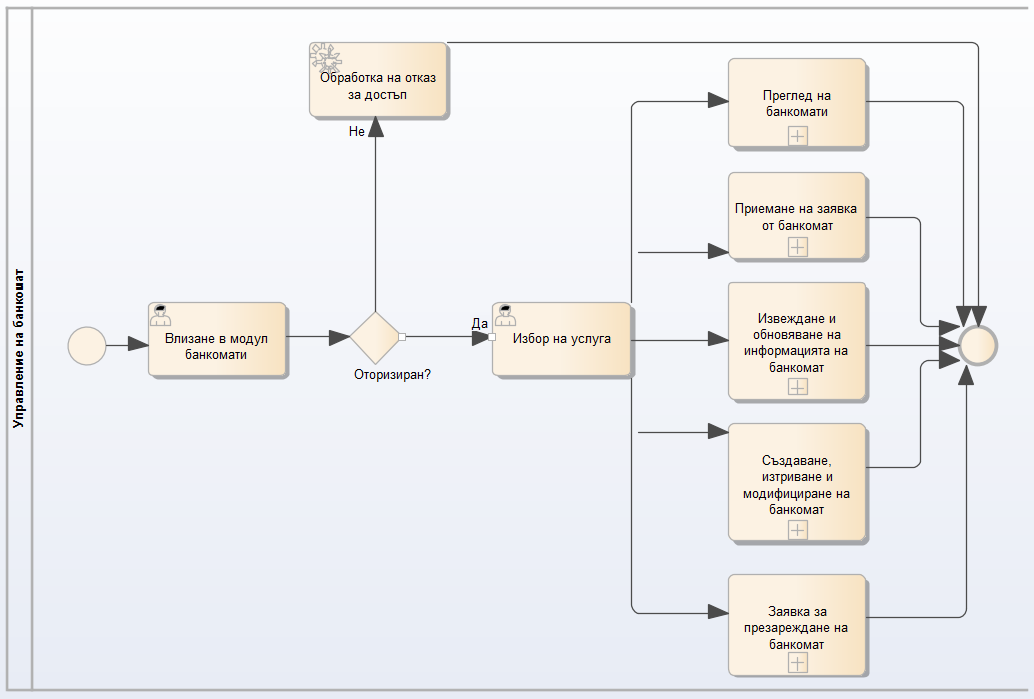 Управление на банкомат
Обработка на отказ
за достъп
Не
Влизане в модул
банкомати
Оторизиран?
Да
Избор на услуга
Преглед на
банкомати
Приемане на заявка
от банкомат
Извеждане и
обновяване на
информацията на
банкомат
Създаване,
изтриване и
модифициране на
банкомат
Заявка за
презареждане на
банкомат